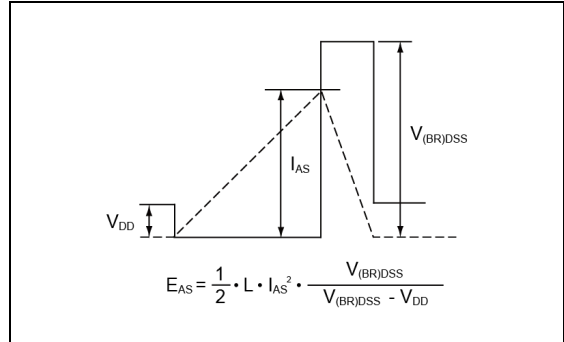 V(BR)DSS
IAS
VDD
EAS = 1/2 • L • IAS² • V(BR)DSS / V(BR)DSS - VDD